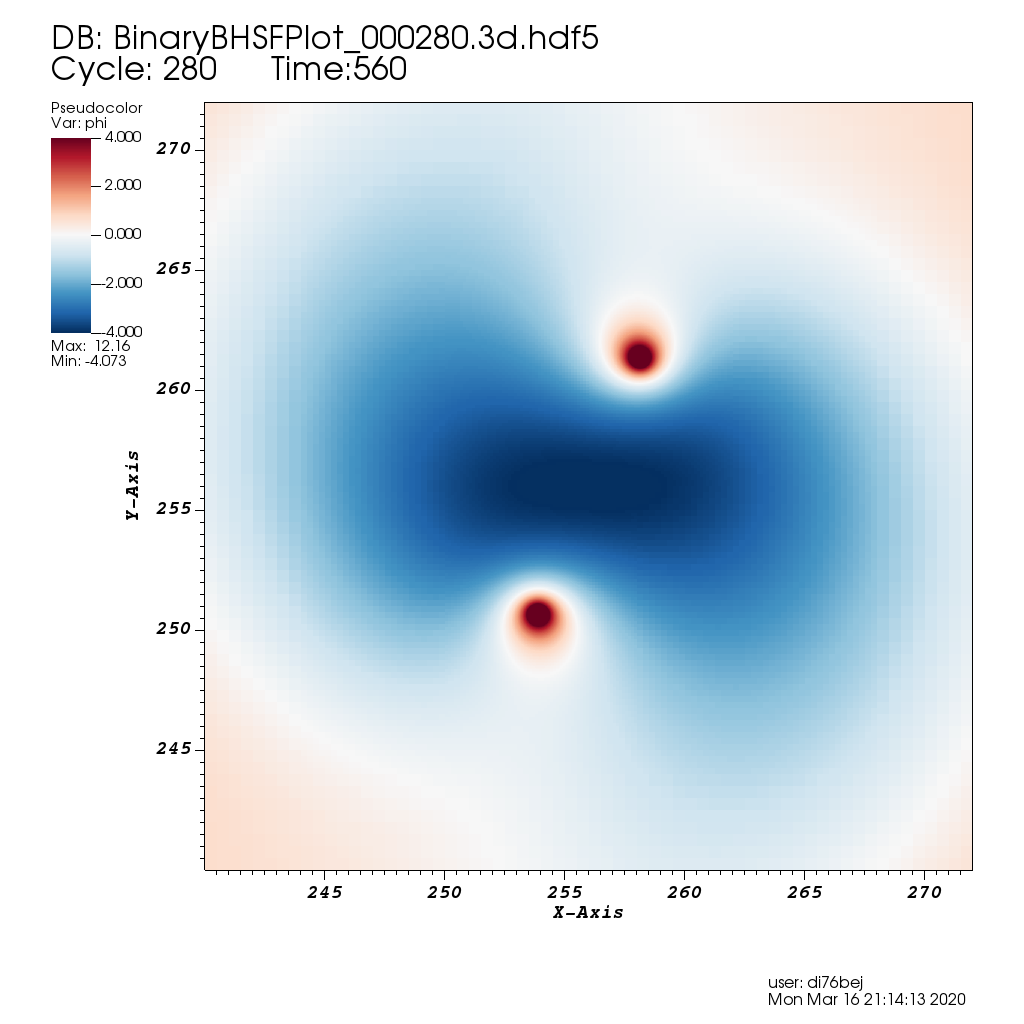 DB: BinaryBHSFPlot_000280.3d.hdf5
Cycle: 280 Time:560
Pseudocolor
Var: phi
4.000
2.000
0.000
-2.000
-4.000
Max: 12.16
Min: -4.073
270
265
260
255
250
245
Y-Axis
245 250 255 260 265 270
X-Axis
user: di76bej
Mon Mar 16 21:14:13 2020